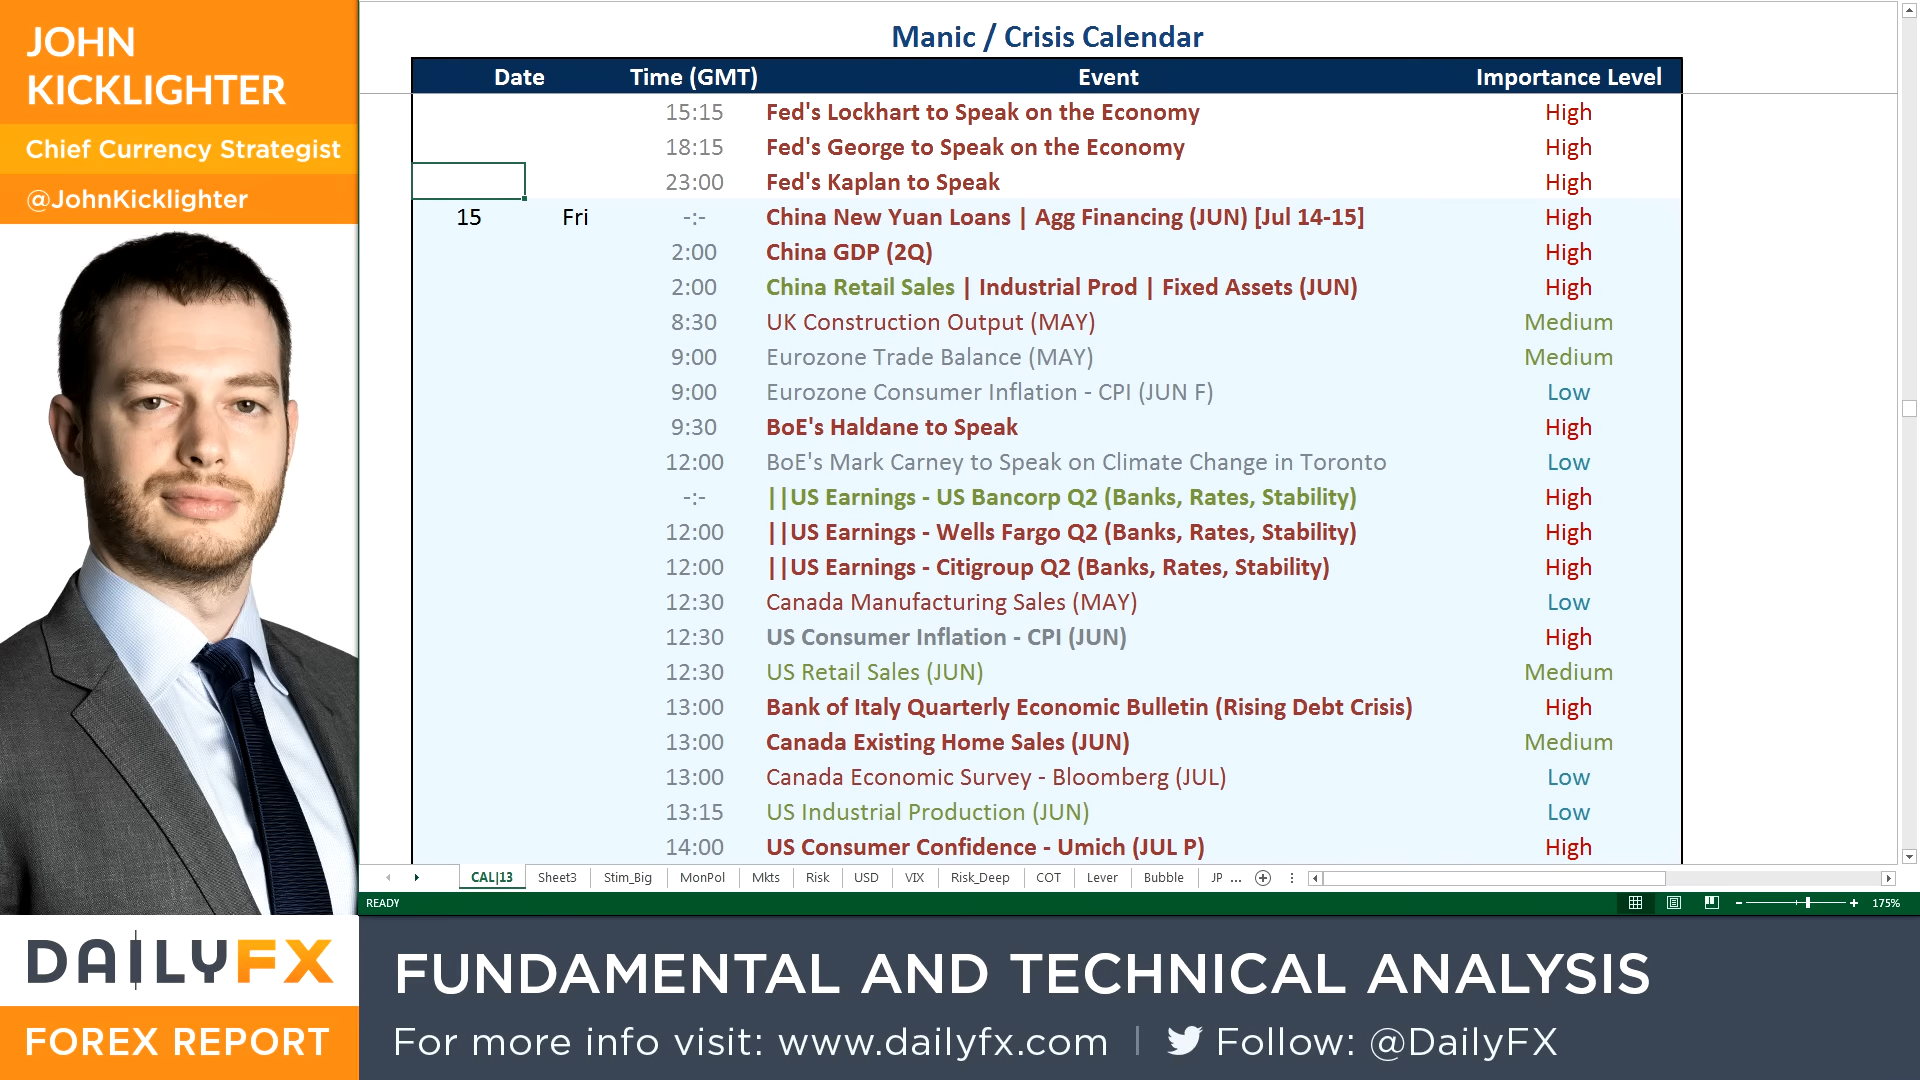 JOHN
KICKLIGHTER
Chief Currency Strategist
@JohnKicklighter
DAILYFX
FOREX REPORT
Manic / Crisis Calendar
Date Time (GMT) Event Importance Level
15:15 Fed's Lockhart to Speak on the Economy High
18:15 Fed's George to Speak on the Economy High
23:00 Fed's Kaplan to Speak High
15 Fri -:- China New Yuan Loans | Agg Financing (JUN) [Jul 14-15] High
2:00 China GDP (2Q) High
2:00 China Retail Sales | Industrial Prod | Fixed Assets (JUN) High
8:30 UK Construction Output (MAY) Medium
9:00 Eurozone Trade Balance (MAY) Medium
9:00 Eurozone Consumer Inflation - CPI (JUN F) Low
9:30 BoE's Haldane to Speak High
12:00 BoE's Mark Carney to Speak on Climate Change in Toronto Low
-:- ||US Earnings - US Bancorp Q2 (Banks, Rates, Stability) High
12:00 ||US Earnings - Wells Fargo Q2 (Banks, Rates, Stability) High
12:00 ||US Earnings - Citigroup Q2 (Banks, Rates, Stability) High
12:30 Canada Manufacturing Sales (MAY) Low
12:30 US Consumer Inflation - CPI (JUN) High
12:30 US Retail Sales (JUN) Medium
13:00 Bank of Italy Quarterly Economic Bulletin (Rising Debt Crisis) High
13:00 Canada Existing Home Sales (JUN) Medium
13:00 Canada Economic Survey - Bloomberg (JUL) Low
13:15 US Industrial Production (JUN) Low
14:00 US Consumer Confidence - Umich (JUL P) High
CAL|13 Sheet3 Stim_Big MonPol Mkts Risk USD VIX Risk_Deep COT Lever Bubble JP ...
READY 175%
FUNDAMENTAL AND TECHNICAL ANALYSIS
For more info visit: www.dailyfx.com | Follow: @DailyFX